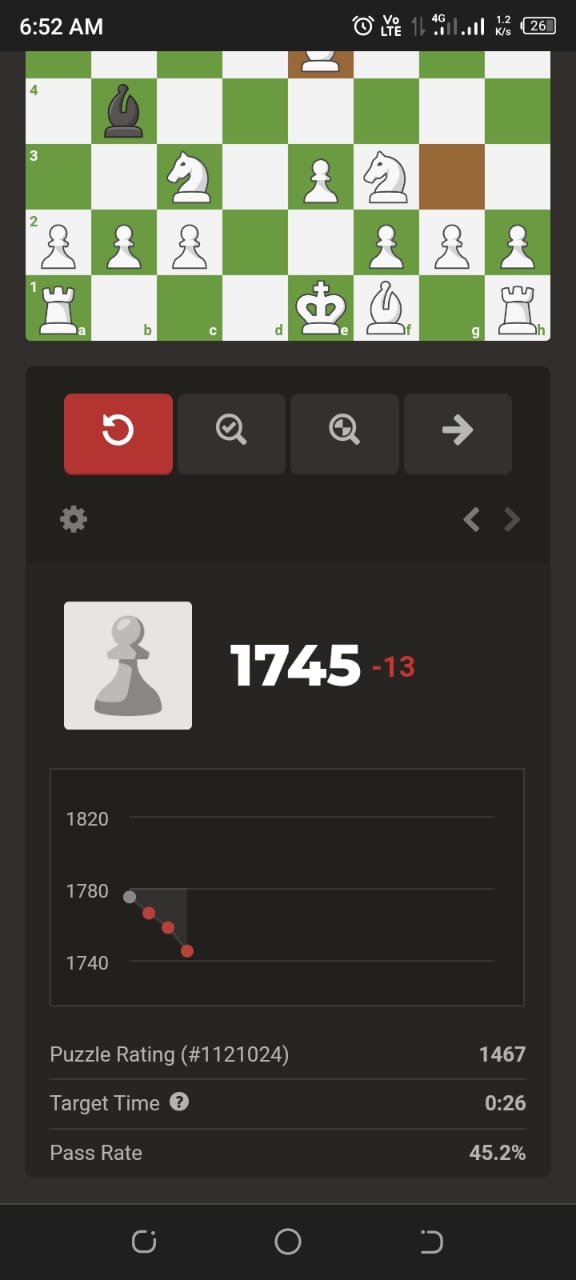 6:52 AM Vo LTE 4G 1.2 K/s 26
4
3
2
1
a b c d e f g h
1745 -13
1820
1780
1740
Puzzle Rating (#1121024) 1467
Target Time ? 0:26
Pass Rate 45.2%